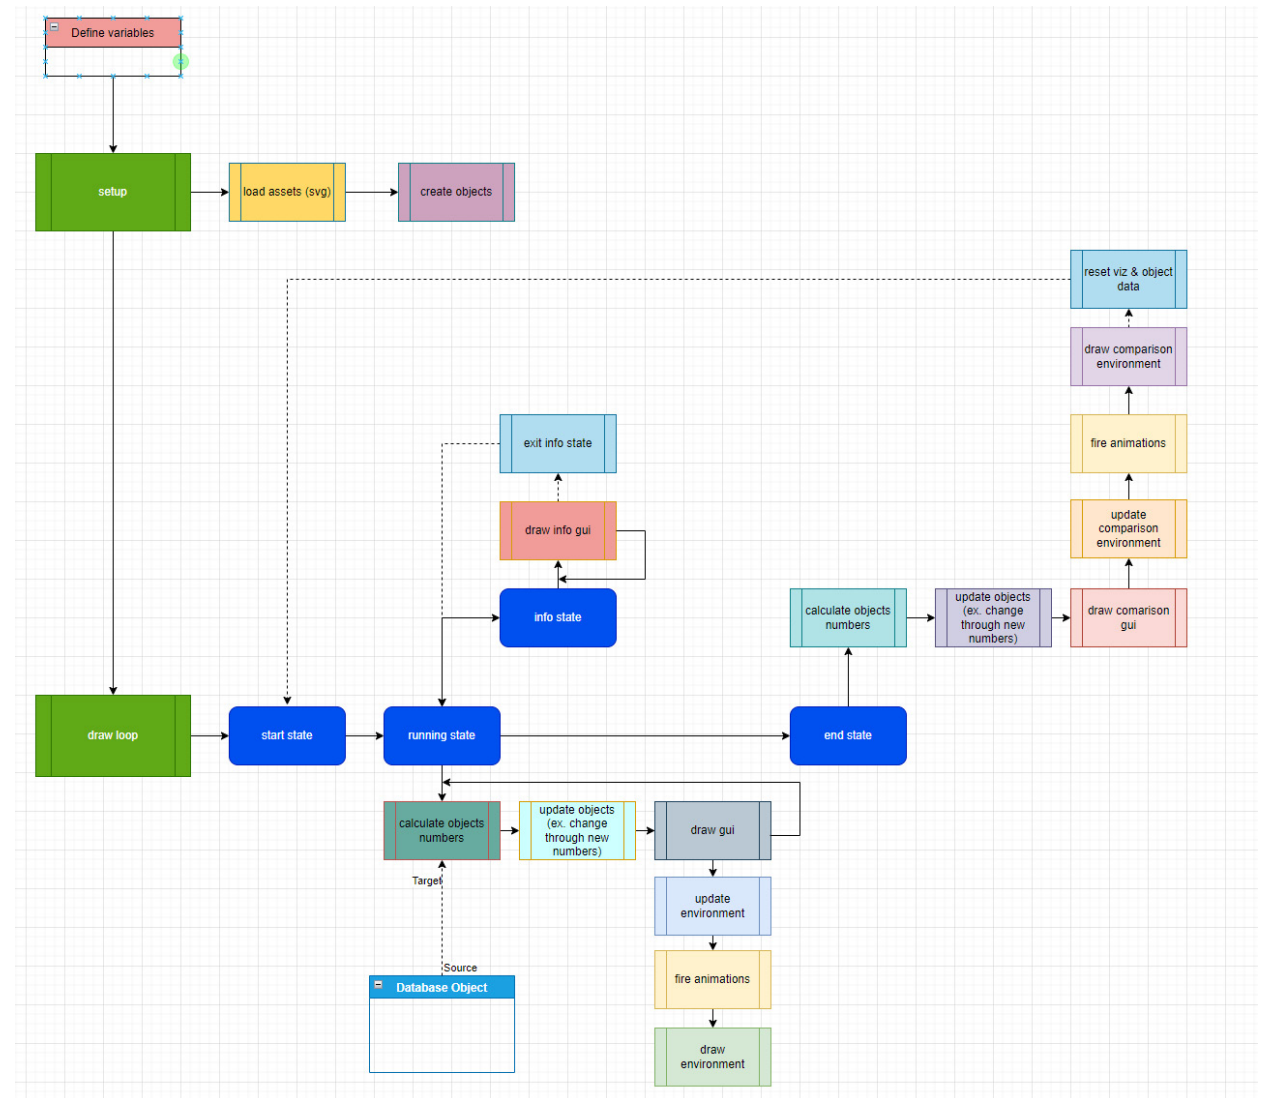 Define variables
setup
load assets (svg)
create objects
reset viz & object
data
draw comparison
environment
exit info state
fire animations
draw info gui
update
comparison
environment
info state
calculate objects
numbers
update objects
(ex. change
through new
numbers)
draw comarison
gui
draw loop
start state
running state
end state
calculate objects
numbers
update objects
(ex. change
through new
numbers)
draw gui
Target
update
environment
Source
fire animations
Database Object
draw
environment